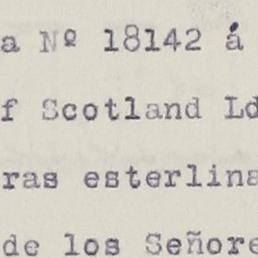 a Nº 18142 á
f Scotland Ld
ras esterlina
de los Señore